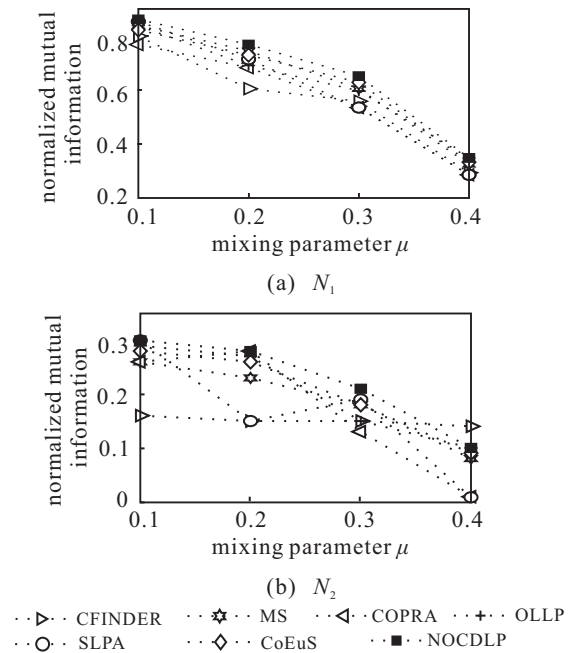 normalized mutual
information
0.8
0.6
0.4
0.2
0.1 0.2 0.3 0.4
mixing parameter μ
(a) N₁
normalized mutual
information
0.3
0.2
0.1
0
0.1 0.2 0.3 0.4
mixing parameter μ
(b) N₂
CFINDER MS COPRA OLLP
SLPA CoEuS NOCDLP